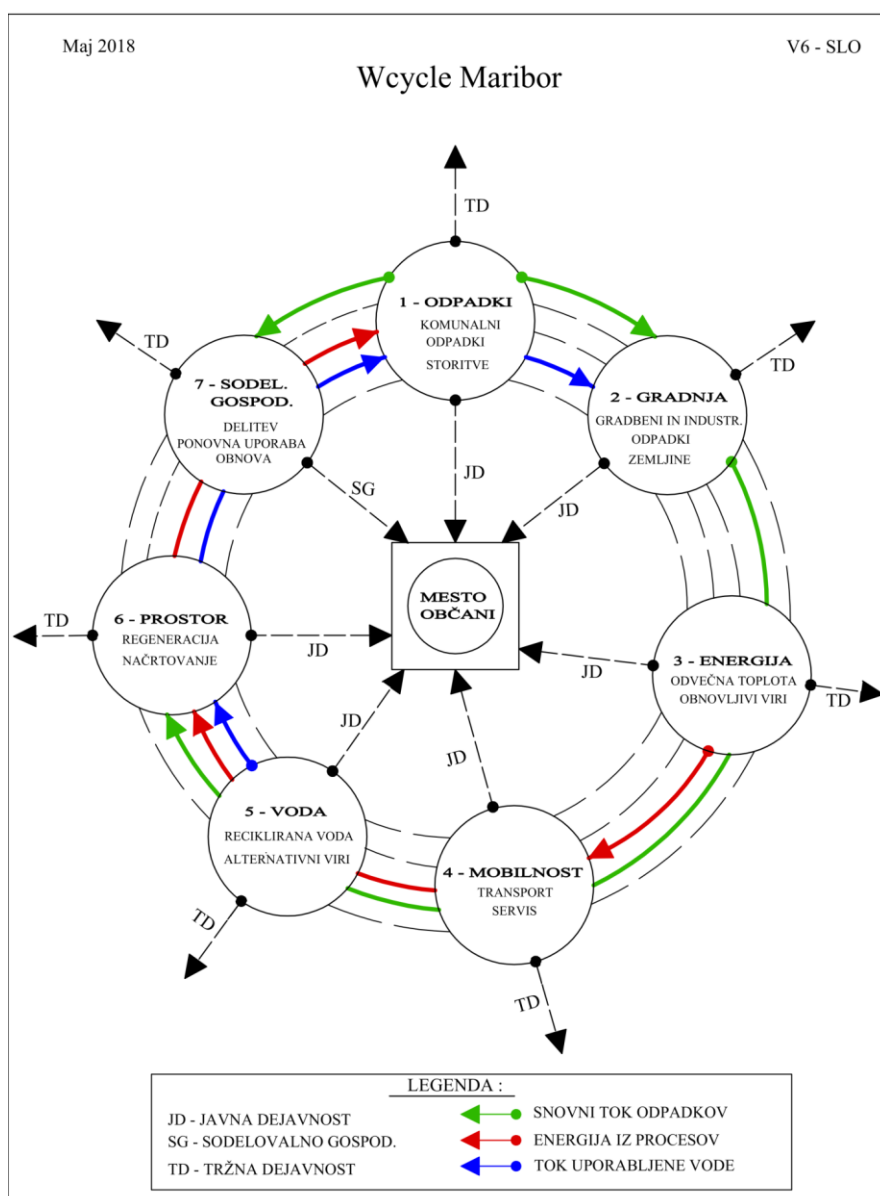 Maj 2018
V6 - SLO
Wcycle Maribor
TD
1 - ODPADKI
KOMUNALNI
ODPADKI
STORITVE
JD
TD
2 - GRADNJA
GRADBENI IN INDUSTR.
ODPADKI
ZEMLJINE
JD
TD
7 - SODEL.
GOSPOD.
DELITEV
PONOVNA UPORABA
OBNOVA
SG
MESTO
OBČANI
TD
6 - PROSTOR
REGENERACIJA
NAČRTOVANJE
JD
3 - ENERGIJA
ODVEČNA TOPLOTA
OBNOVLJIVI VIRI
JD
TD
5 - VODA
RECIKLIRANA VODA
ALTERNATIVNI VIRI
JD
TD
4 - MOBILNOST
TRANSPORT
SERVIS
JD
TD
LEGENDA :
JD - JAVNA DEJAVNOST
SG - SODELOVALNO GOSPOD.
TD - TRŽNA DEJAVNOST
SNOVNI TOK ODPADKOV
ENERGIJA IZ PROCESOV
TOK UPORABLJENE VODE